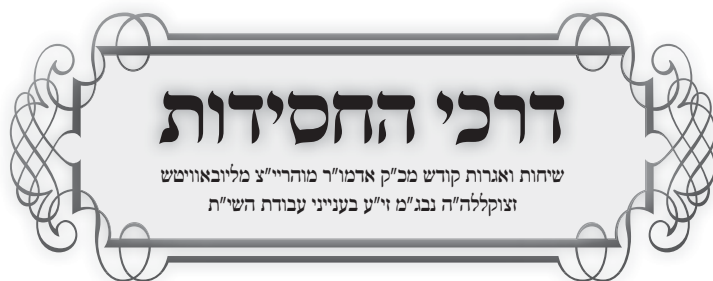 דרכי החסידות
שיחות ואגרות קודש מכ"ק אדמו"ר מוהריי"צ מליובאוויטש
זצוקללה"ה נבג"מ זי"ע בענייני עבודת השי"ת